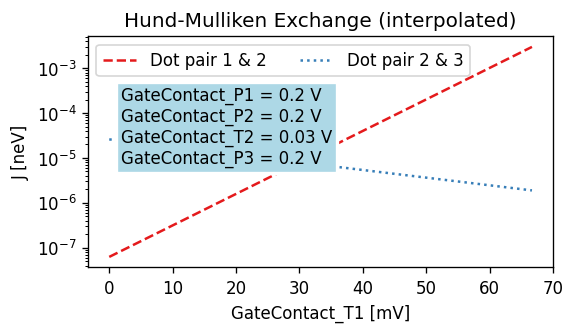 Hund-Mulliken Exchange (interpolated)
Dot pair 1 & 2
Dot pair 2 & 3
GateContact_P1 = 0.2 V
GateContact_P2 = 0.2 V
GateContact_T2 = 0.03 V
GateContact_P3 = 0.2 V
J [neV]
10⁻³
10⁻⁴
10⁻⁵
10⁻⁶
10⁻⁷
0 10 20 30 40 50 60 70
GateContact_T1 [mV]